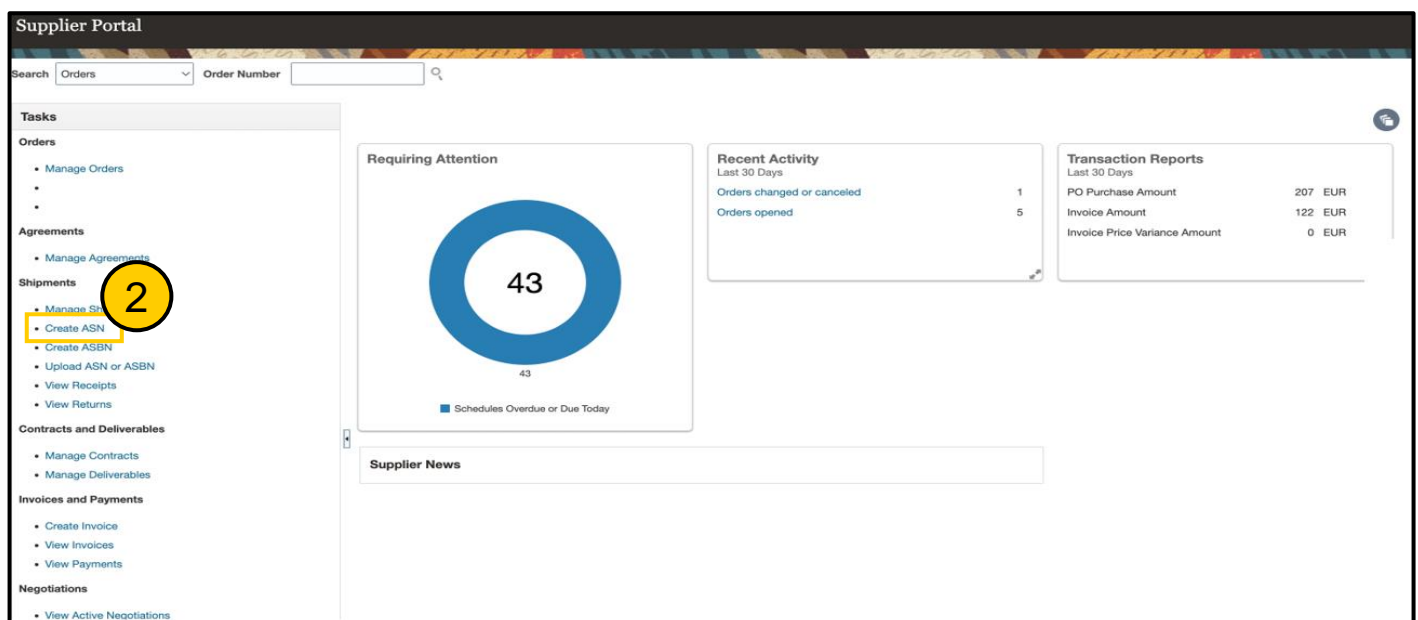 Supplier Portal
Search Orders Order Number
Tasks
Orders
• Manage Orders
•
•
Agreements
• Manage Agreements
Shipments
2
• Manage Sh
• Create ASN
• Create ASBN
• Upload ASN or ASBN
• View Receipts
• View Returns
Contracts and Deliverables
• Manage Contracts
• Manage Deliverables
Invoices and Payments
• Create Invoice
• View Invoices
• View Payments
Negotiations
• View Active Negotiations
Requiring Attention
43
43
Schedules Overdue or Due Today
Recent Activity
Last 30 Days
Orders changed or canceled 1
Orders opened 5
Transaction Reports
Last 30 Days
PO Purchase Amount 207 EUR
Invoice Amount 122 EUR
Invoice Price Variance Amount 0 EUR
Supplier News